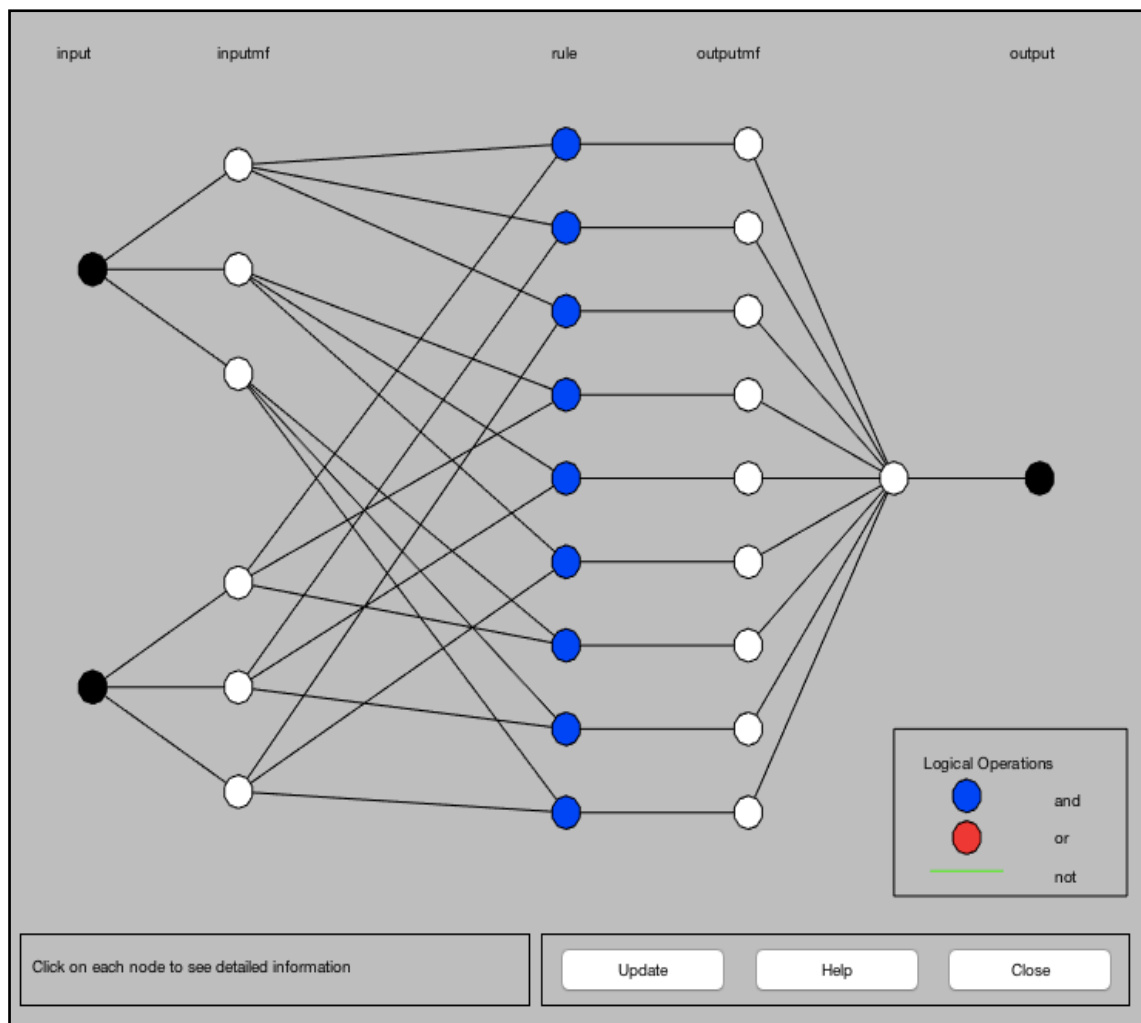 input inputmf rule outputmf output
Logical Operations
and
or
not
Click on each node to see detailed information
Update Help Close